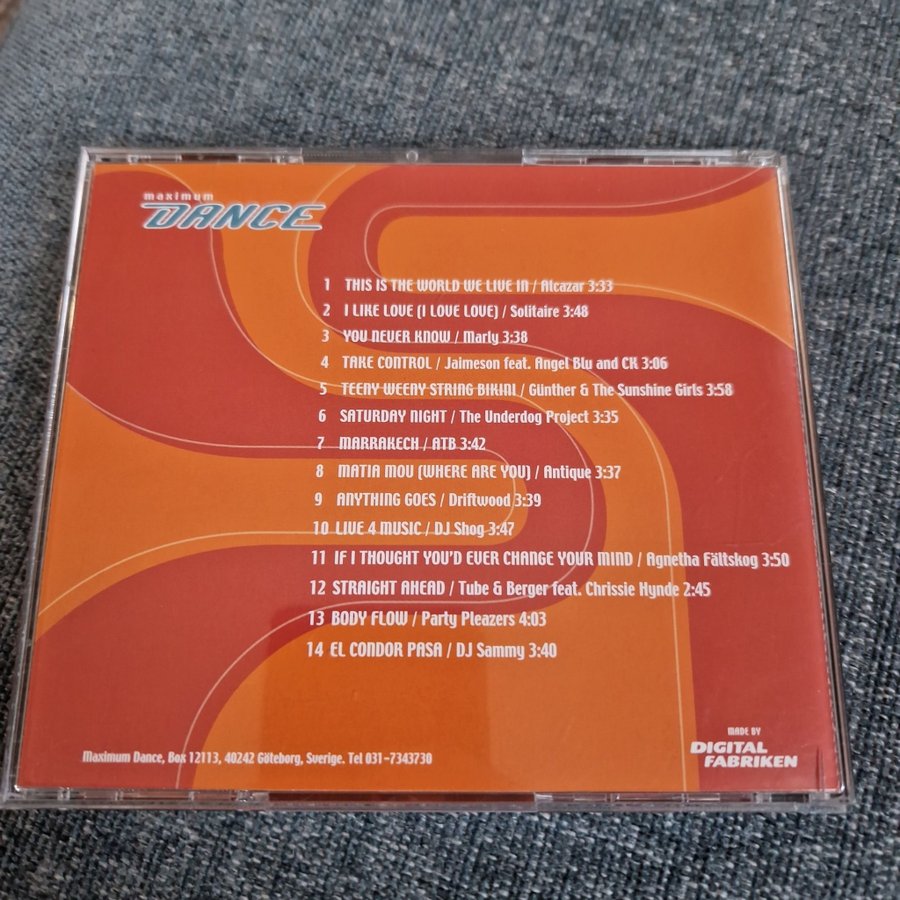 maximum
DANCE
1 THIS IS THE WORLD WE LIVE IN / Alcazar 3:33
2 I LIKE LOVE (I LOVE LOVE) / Solitaire 3:48
3 YOU NEVER KNOW / Marly 3:38
4 TAKE CONTROL / Jaimeson feat. Angel Blu and CK 3:06
5 TEENY WEENY STRING BIKINI / Günther & The Sunshine Girls 3:58
6 SATURDAY NIGHT / The Underdog Project 3:35
7 MARRAKECH / ATB 3:42
8 MATIA MOU (WHERE ARE YOU) / Antique 3:37
9 ANYTHING GOES / Driftwood 3:39
10 LIVE 4 MUSIC / DJ Shog 3:47
11 IF I THOUGHT YOU'D EVER CHANGE YOUR MIND / Agnetha Fältskog 3:50
12 STRAIGHT AHEAD / Tube & Berger feat. Chrissie Hynde 2:45
13 BODY FLOW / Party Pleazers 4:03
14 EL CONDOR PASA / DJ Sammy 3:40
Maximum Dance, Box 12113, 40242 Göteborg, Sverige. Tel 031-7343730
MADE BY
DIGITAL
FABRIKEN